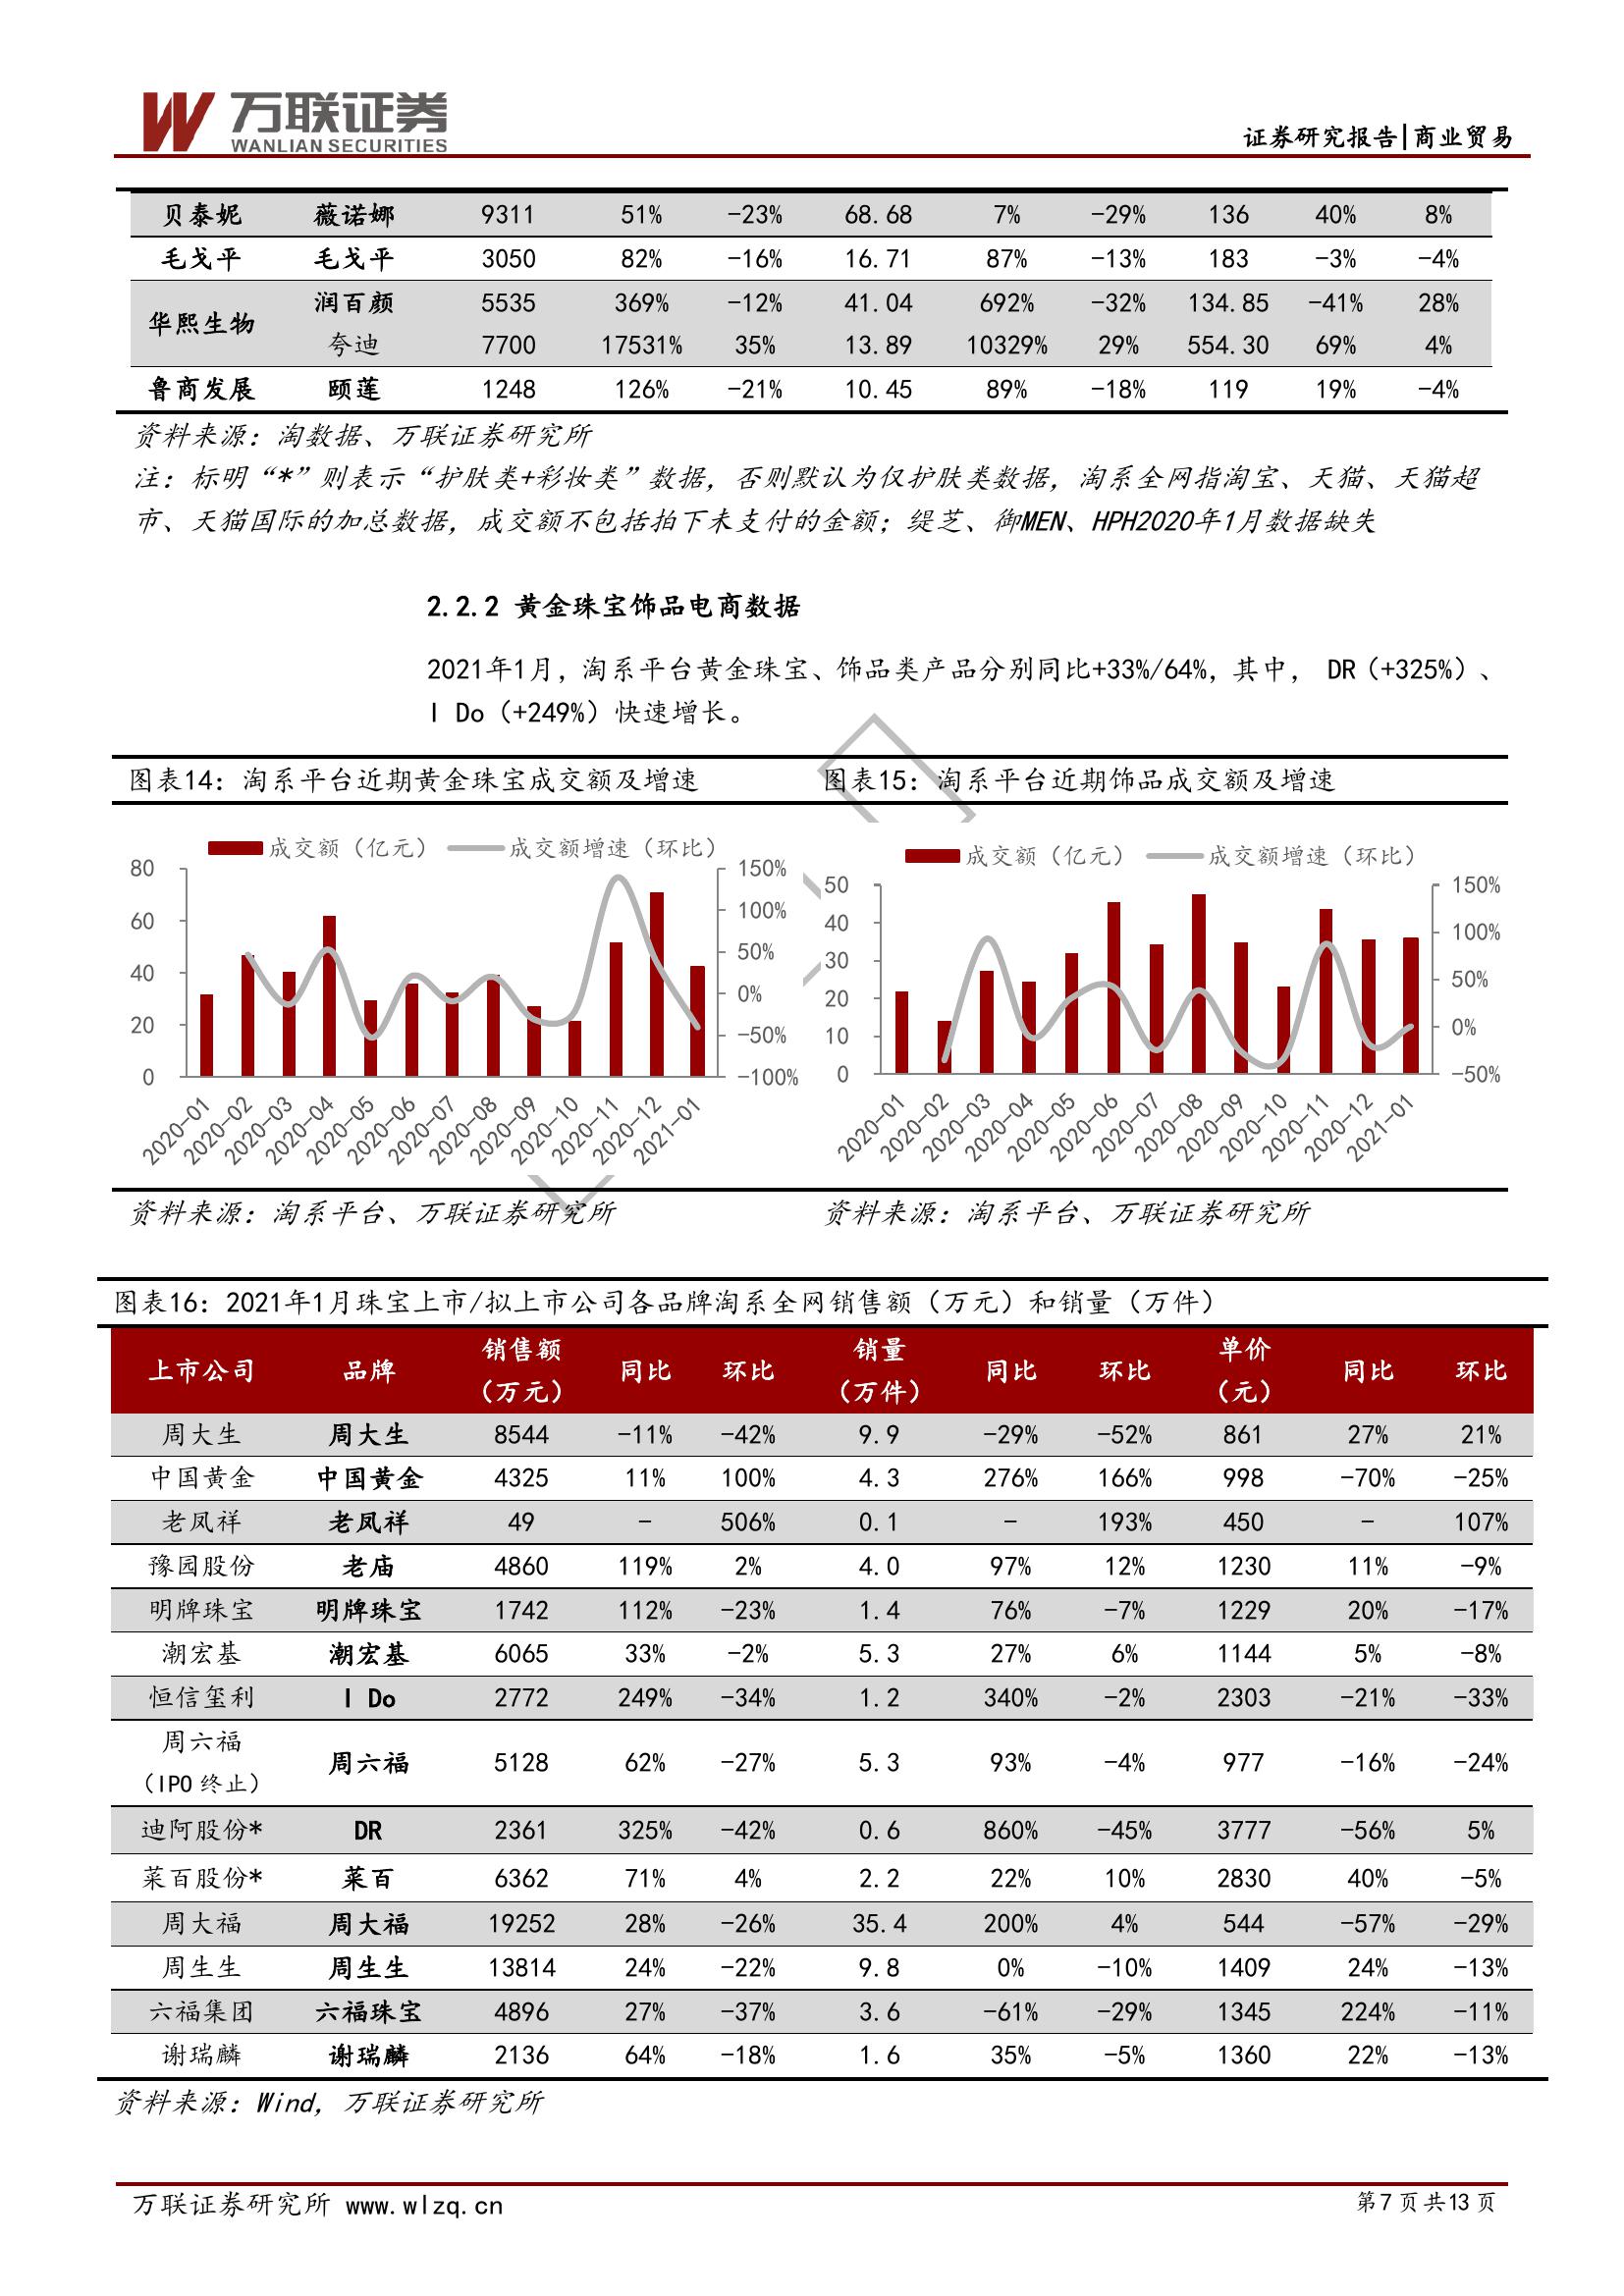 万联证券
WANLIAN SECURITIES
证券研究报告|商业贸易
贝泰妮 薇诺娜 9311 51% -23% 68.68 7% -29% 136 40% 8%
毛戈平 毛戈平 3050 82% -16% 16.71 87% -13% 183 -3% -4%
华熙生物 润百颜 5535 369% -12% 41.04 692% -32% 134.85 -41% 28%
夸迪 7700 17531% 35% 13.89 10329% 29% 554.30 69% 4%
鲁商发展 颐莲 1248 126% -21% 10.45 89% -18% 119 19% -4%
资料来源：淘数据、万联证券研究所
注：标明“*”则表示“护肤类+彩妆类”数据，否则默认为仅护肤类数据，淘系全网指淘宝、天猫、天猫超
市、天猫国际的加总数据，成交额不包括拍下未支付的金额；缇芝、御MEN、HPH2020年1月数据缺失
2.2.2 黄金珠宝饰品电商数据
2021年1月，淘系平台黄金珠宝、饰品类产品分别同比+33%/64%，其中， DR（+325%）、
I Do（+249%）快速增长。
图表14：淘系平台近期黄金珠宝成交额及增速
成交额（亿元） 成交额增速（环比）
80 150%
100%
60
50%
40
0%
20 -50%
0 -100%
2020-01 2020-02 2020-03 2020-04 2020-05 2020-06 2020-07 2020-08 2020-09 2020-10 2020-11 2020-12 2021-01
资料来源：淘系平台、万联证券研究所
图表15：淘系平台近期饰品成交额及增速
成交额（亿元） 成交额增速（环比）
50 150%
40 100%
30
50%
20
10 0%
0 -50%
2020-01 2020-02 2020-03 2020-04 2020-05 2020-06 2020-07 2020-08 2020-09 2020-10 2020-11 2020-12 2021-01
资料来源：淘系平台、万联证券研究所
图表16：2021年1月珠宝上市/拟上市公司各品牌淘系全网销售额（万元）和销量（万件）
上市公司 品牌 销售额（万元） 同比 环比 销量（万件） 同比 环比 单价（元） 同比 环比
周大生 周大生 8544 -11% -42% 9.9 -29% -52% 861 27% 21%
中国黄金 中国黄金 4325 11% 100% 4.3 276% 166% 998 -70% -25%
老凤祥 老凤祥 49 - 506% 0.1 - 193% 450 - 107%
豫园股份 老庙 4860 119% 2% 4.0 97% 12% 1230 11% -9%
明牌珠宝 明牌珠宝 1742 112% -23% 1.4 76% -7% 1229 20% -17%
潮宏基 潮宏基 6065 33% -2% 5.3 27% 6% 1144 5% -8%
恒信玺利 I Do 2772 249% -34% 1.2 340% -2% 2303 -21% -33%
周六福（IPO 终止） 周六福 5128 62% -27% 5.3 93% -4% 977 -16% -24%
迪阿股份* DR 2361 325% -42% 0.6 860% -45% 3777 -56% 5%
菜百股份* 菜百 6362 71% 4% 2.2 22% 10% 2830 40% -5%
周大福 周大福 19252 28% -26% 35.4 200% 4% 544 -57% -29%
周生生 周生生 13814 24% -22% 9.8 0% -10% 1409 24% -13%
六福集团 六福珠宝 4896 27% -37% 3.6 -61% -29% 1345 224% -11%
谢瑞麟 谢瑞麟 2136 64% -18% 1.6 35% -5% 1360 22% -13%
资料来源：Wind，万联证券研究所
万联证券研究所 www.wlzq.cn
第 7 页 共 13 页